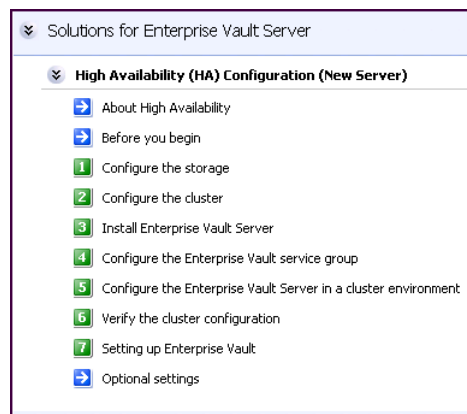 Solutions for Enterprise Vault Server
High Availability (HA) Configuration (New Server)
About High Availability
Before you begin
1 Configure the storage
2 Configure the cluster
3 Install Enterprise Vault Server
4 Configure the Enterprise Vault service group
5 Configure the Enterprise Vault Server in a cluster environment
6 Verify the cluster configuration
7 Setting up Enterprise Vault
Optional settings